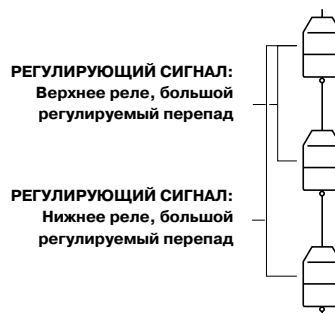 РЕГУЛИРУЮЩИЙ СИГНАЛ:
Верхнее реле, большой
регулируемый перепад
РЕГУЛИРУЮЩИЙ СИГНАЛ:
Нижнее реле, большой
регулируемый перепад